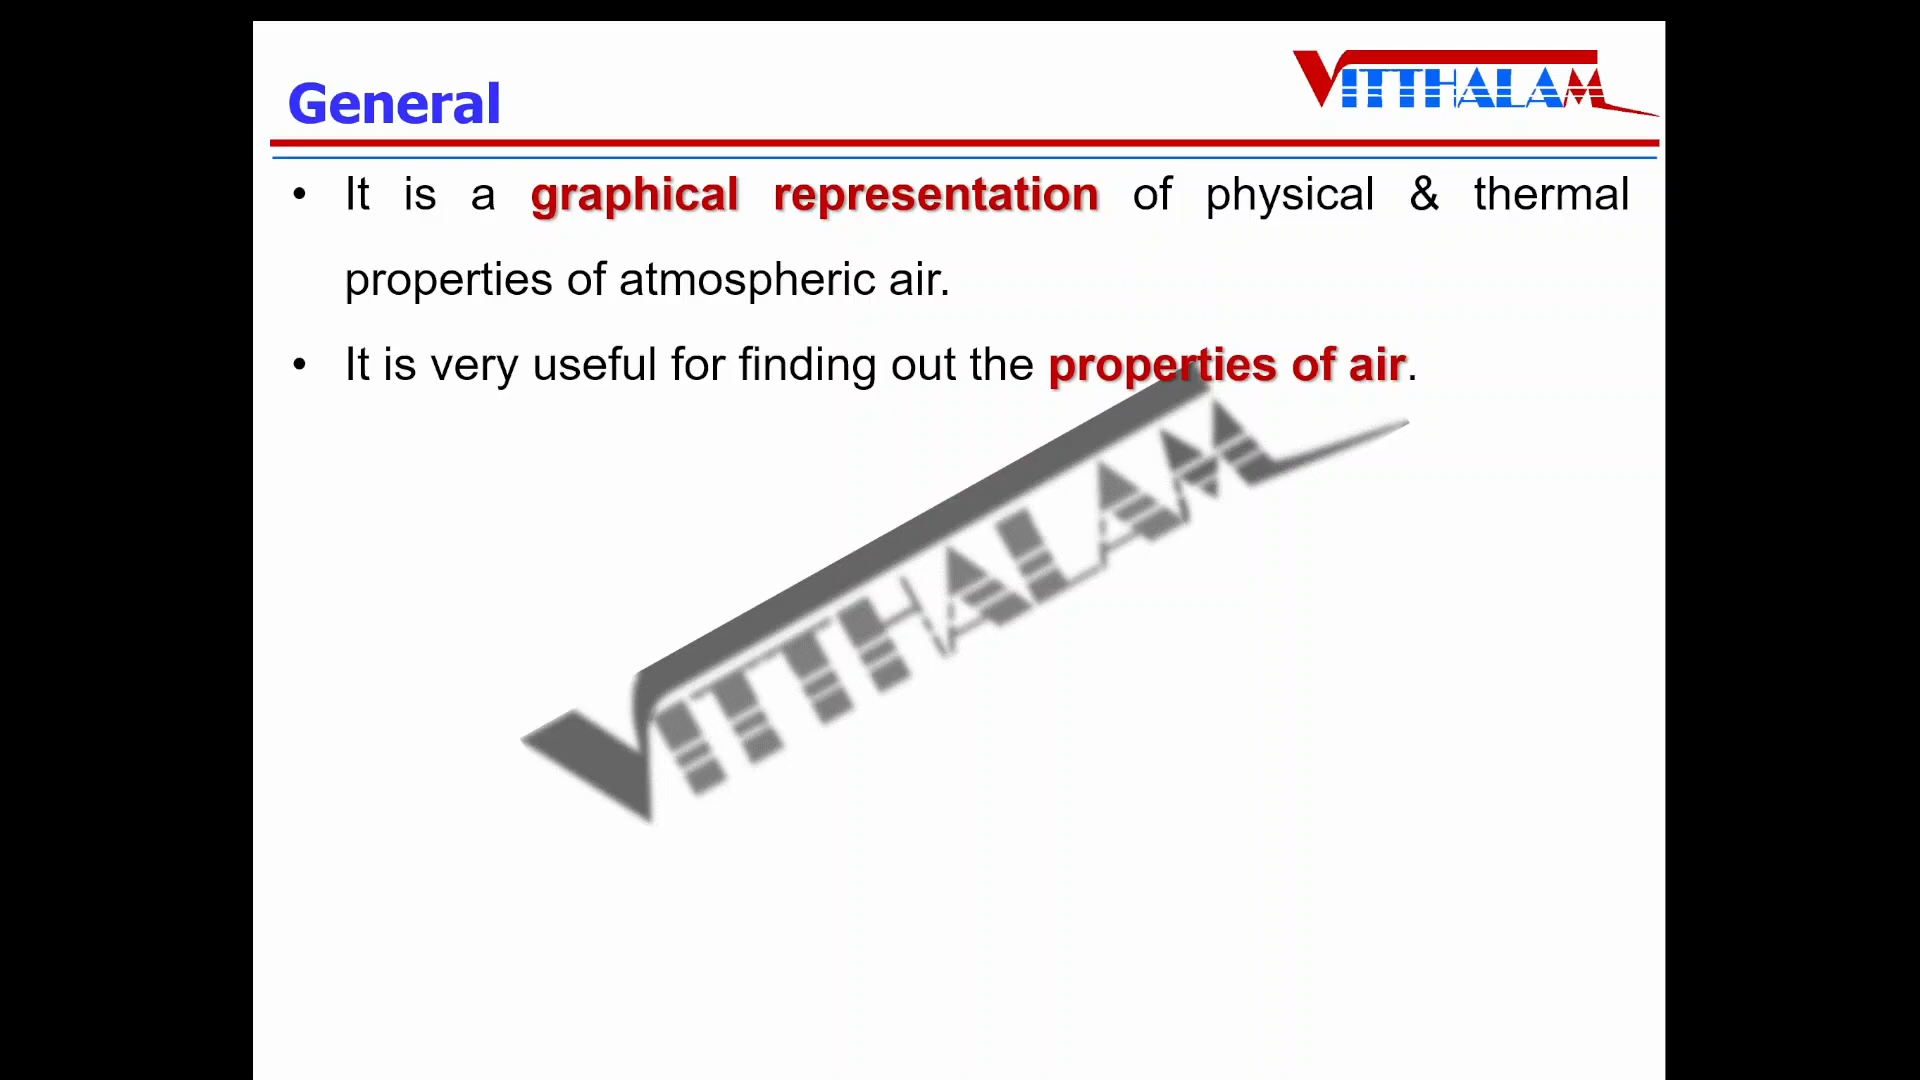 General
VITTHALAM
• It is a graphical representation of physical & thermal
properties of atmospheric air.
• It is very useful for finding out the properties of air.
VITTHALAM